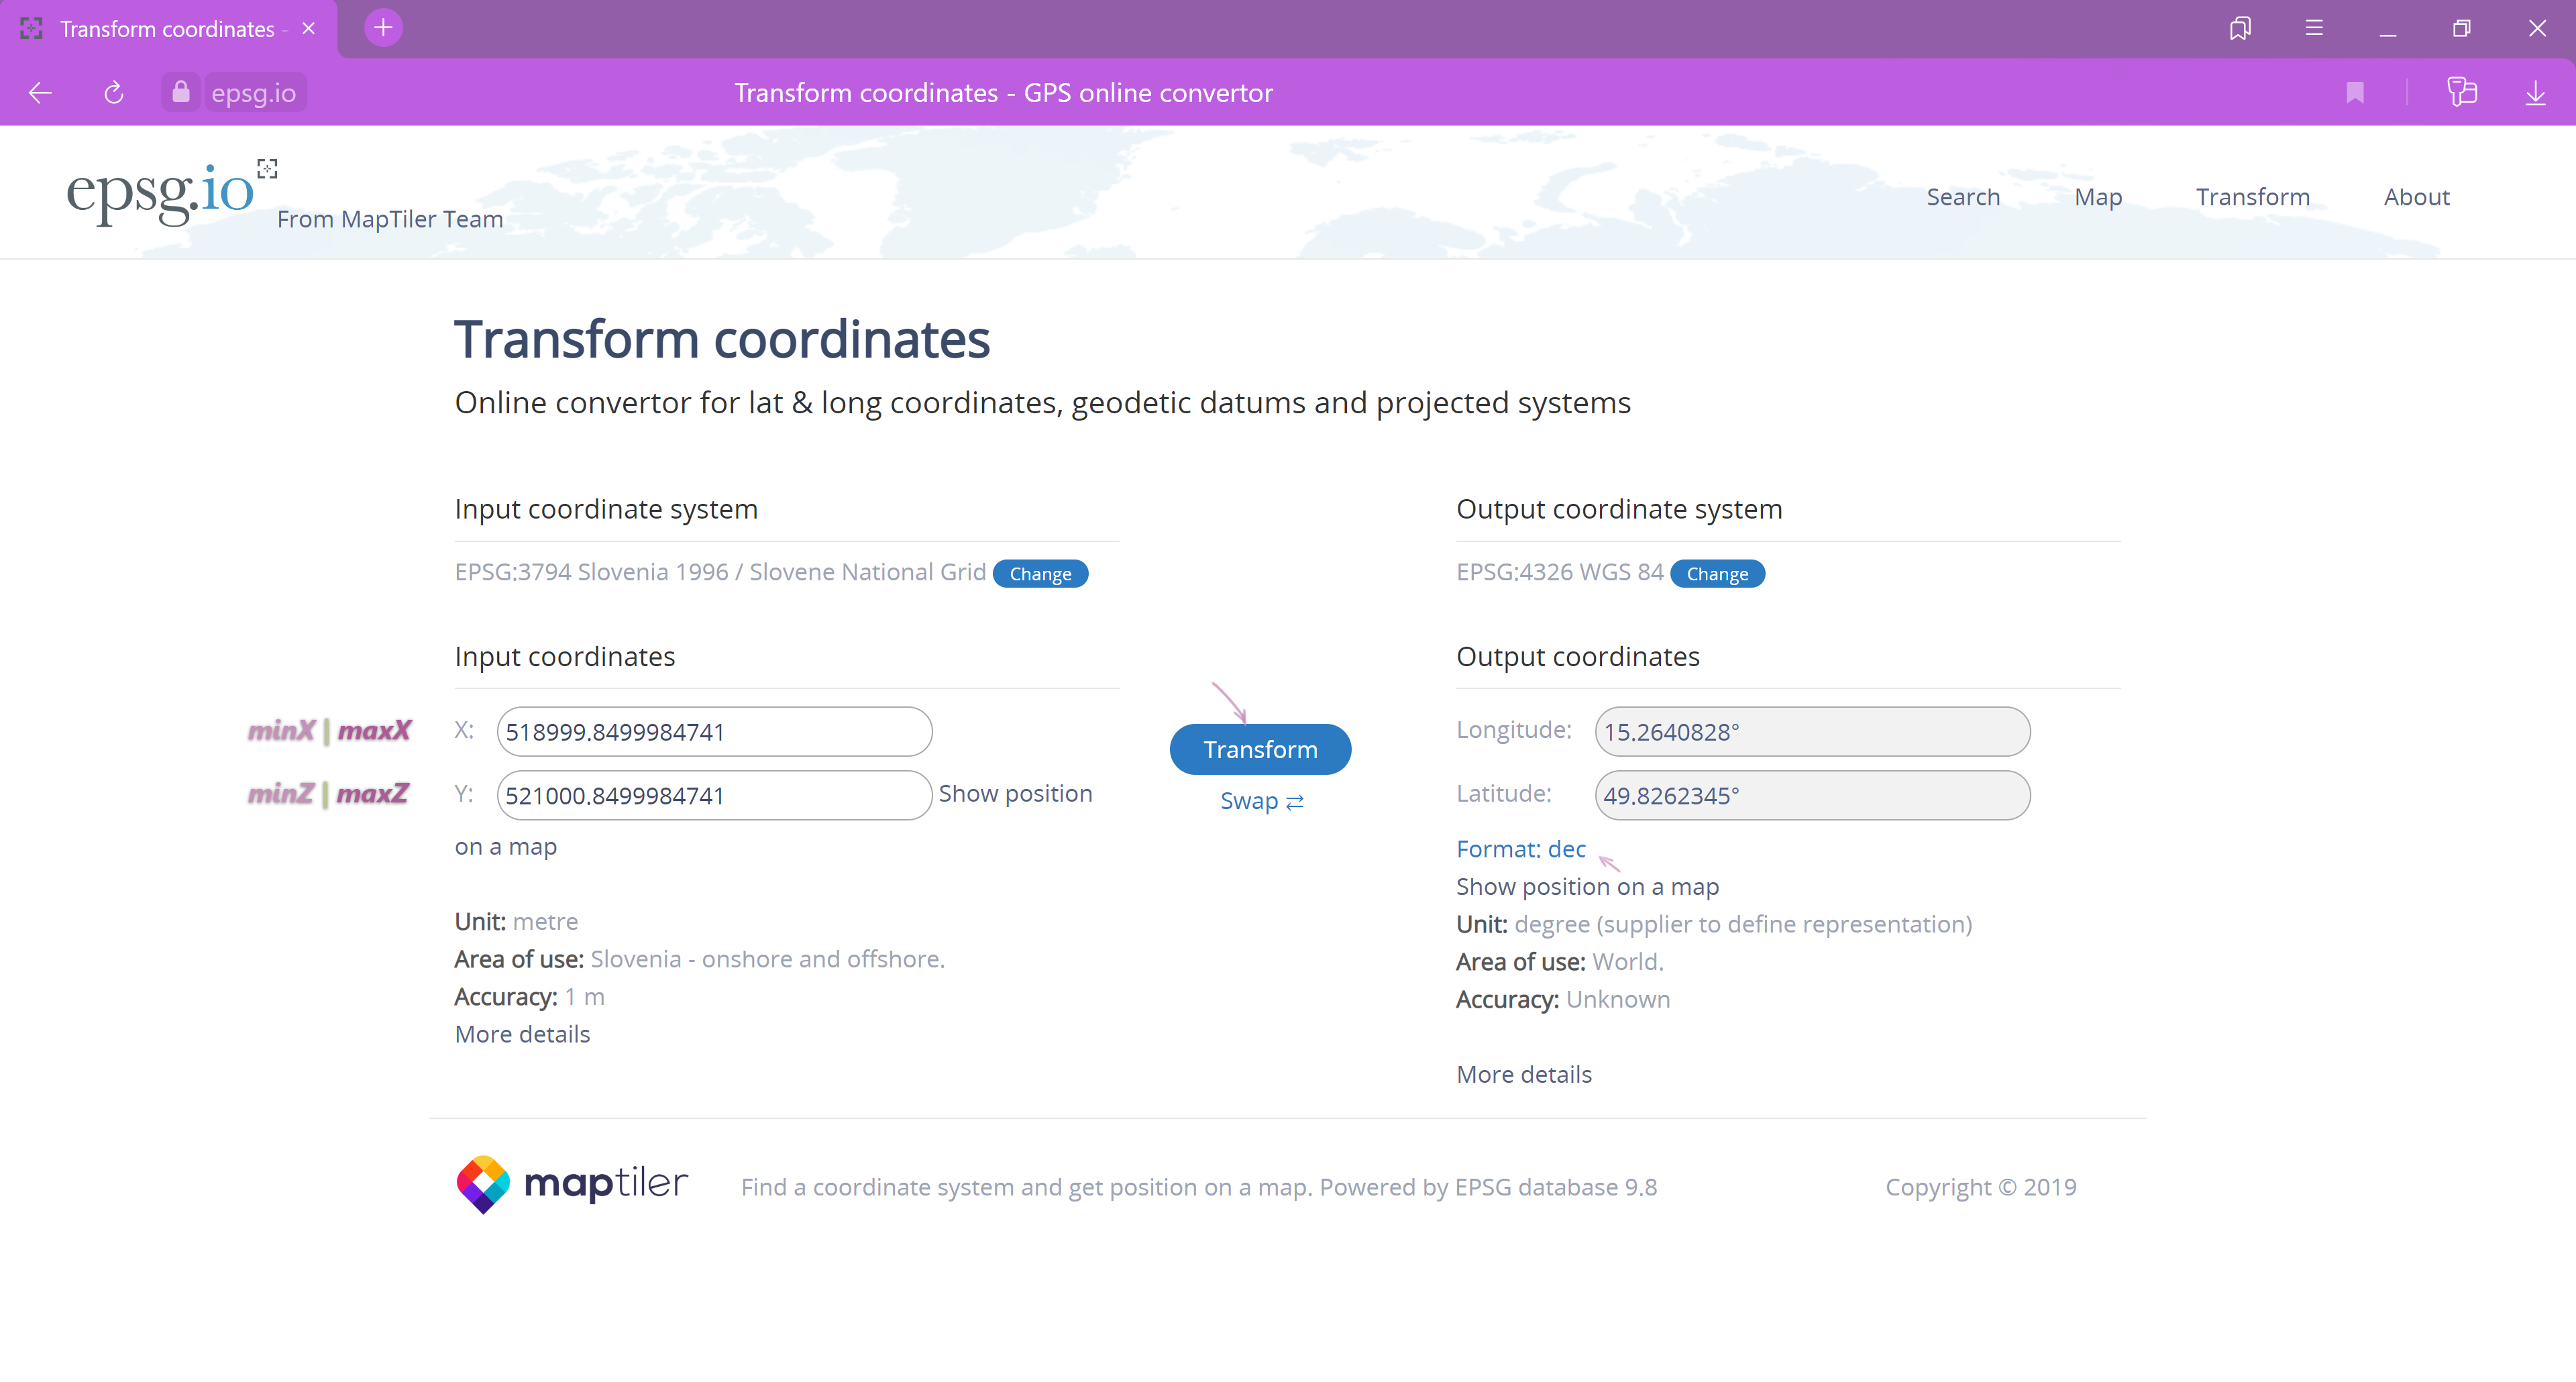 Transform coordinates -
epsg.io
Transform coordinates - GPS online convertor
epsg.io
From MapTiler Team
Search
Map
Transform
About
Transform coordinates
Online convertor for lat & long coordinates, geodetic datums and projected systems
Input coordinate system
EPSG:3794 Slovenia 1996 / Slovene National Grid Change
Input coordinates
minX | maxX X: 518999.8499984741
minZ | maxZ Y: 521000.8499984741 Show position
on a map
Unit: metre
Area of use: Slovenia - onshore and offshore.
Accuracy: 1 m
More details
Transform
Swap ⇄
Output coordinate system
EPSG:4326 WGS 84 Change
Output coordinates
Longitude: 15.2640828°
Latitude: 49.8262345°
Format: dec
Show position on a map
Unit: degree (supplier to define representation)
Area of use: World.
Accuracy: Unknown
More details
maptiler
Find a coordinate system and get position on a map. Powered by EPSG database 9.8
Copyright © 2019